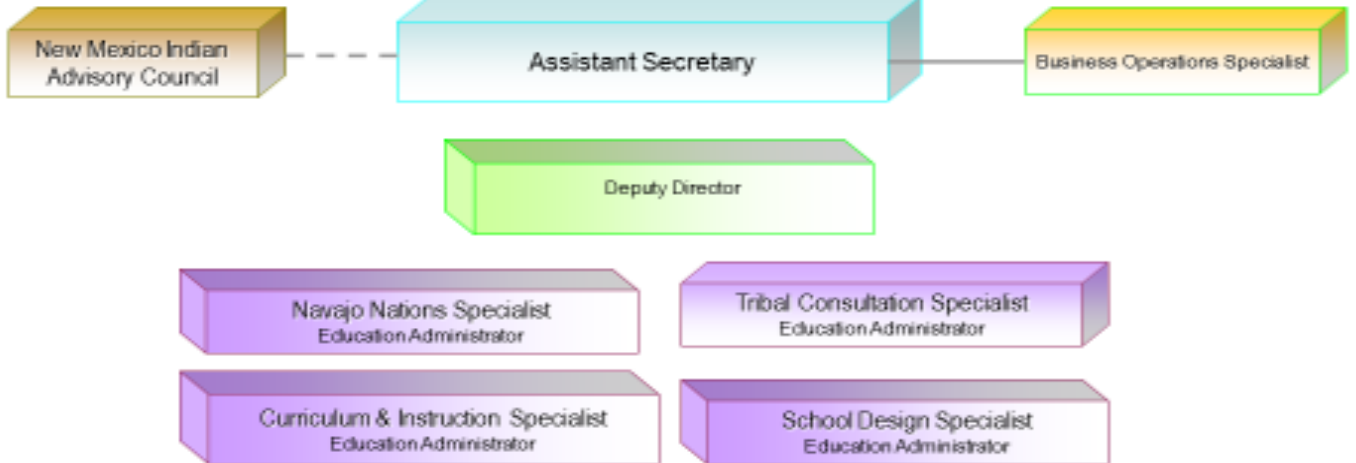 New Mexico Indian
Advisory Council
Assistant Secretary
Business Operations Specialist
Deputy Director
Navajo Nations Specialist
Education Administrator
Tribal Consultation Specialist
Education Administrator
Curriculum & Instruction Specialist
Education Administrator
School Design Specialist
Education Administrator